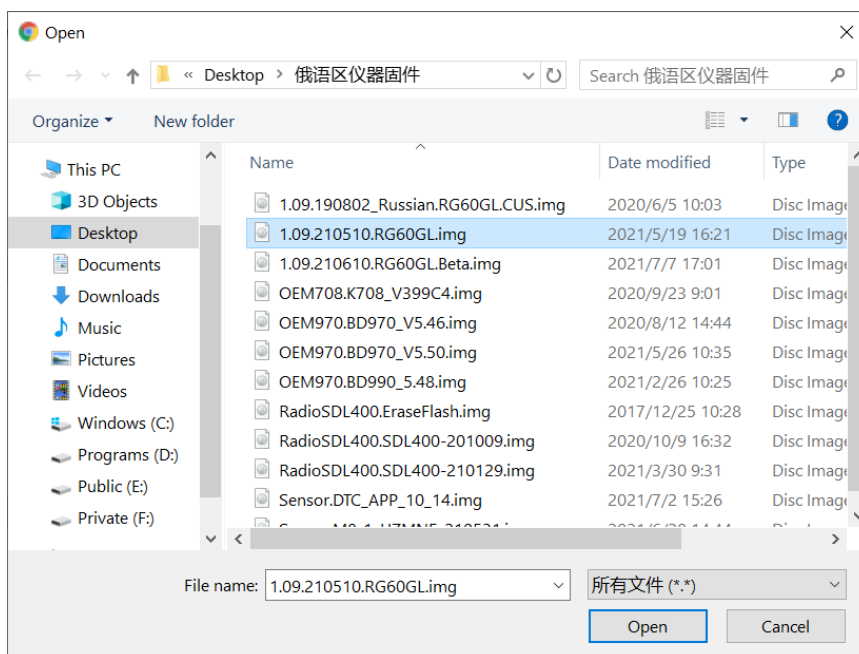 Open
« Desktop > 俄语区仪器固件
Search 俄语区仪器固件
Organize
New folder
?
This PC
3D Objects
Desktop
Documents
Downloads
Music
Pictures
Videos
Windows (C:)
Programs (D:)
Public (E:)
Private (F:)
Name Date modified Type
1.09.190802_Russian.RG60GL.CUS.img 2020/6/5 10:03 Disc Image
1.09.210510.RG60GL.img 2021/5/19 16:21 Disc Image
1.09.210610.RG60GL.Beta.img 2021/7/7 17:01 Disc Image
OEM708.K708_V399C4.img 2020/9/23 9:01 Disc Image
OEM970.BD970_V5.46.img 2020/8/12 14:44 Disc Image
OEM970.BD970_V5.50.img 2021/5/26 10:35 Disc Image
OEM970.BD990_5.48.img 2021/2/26 10:25 Disc Image
RadioSDL400.EraseFlash.img 2017/12/25 10:28 Disc Image
RadioSDL400.SDL400-201009.img 2020/10/9 16:32 Disc Image
RadioSDL400.SDL400-210129.img 2021/3/30 9:31 Disc Image
Sensor.DTC_APP_10_14.img 2021/7/2 15:26 Disc Image
File name: 1.09.210510.RG60GL.img
所有文件 (*.*)
Open
Cancel